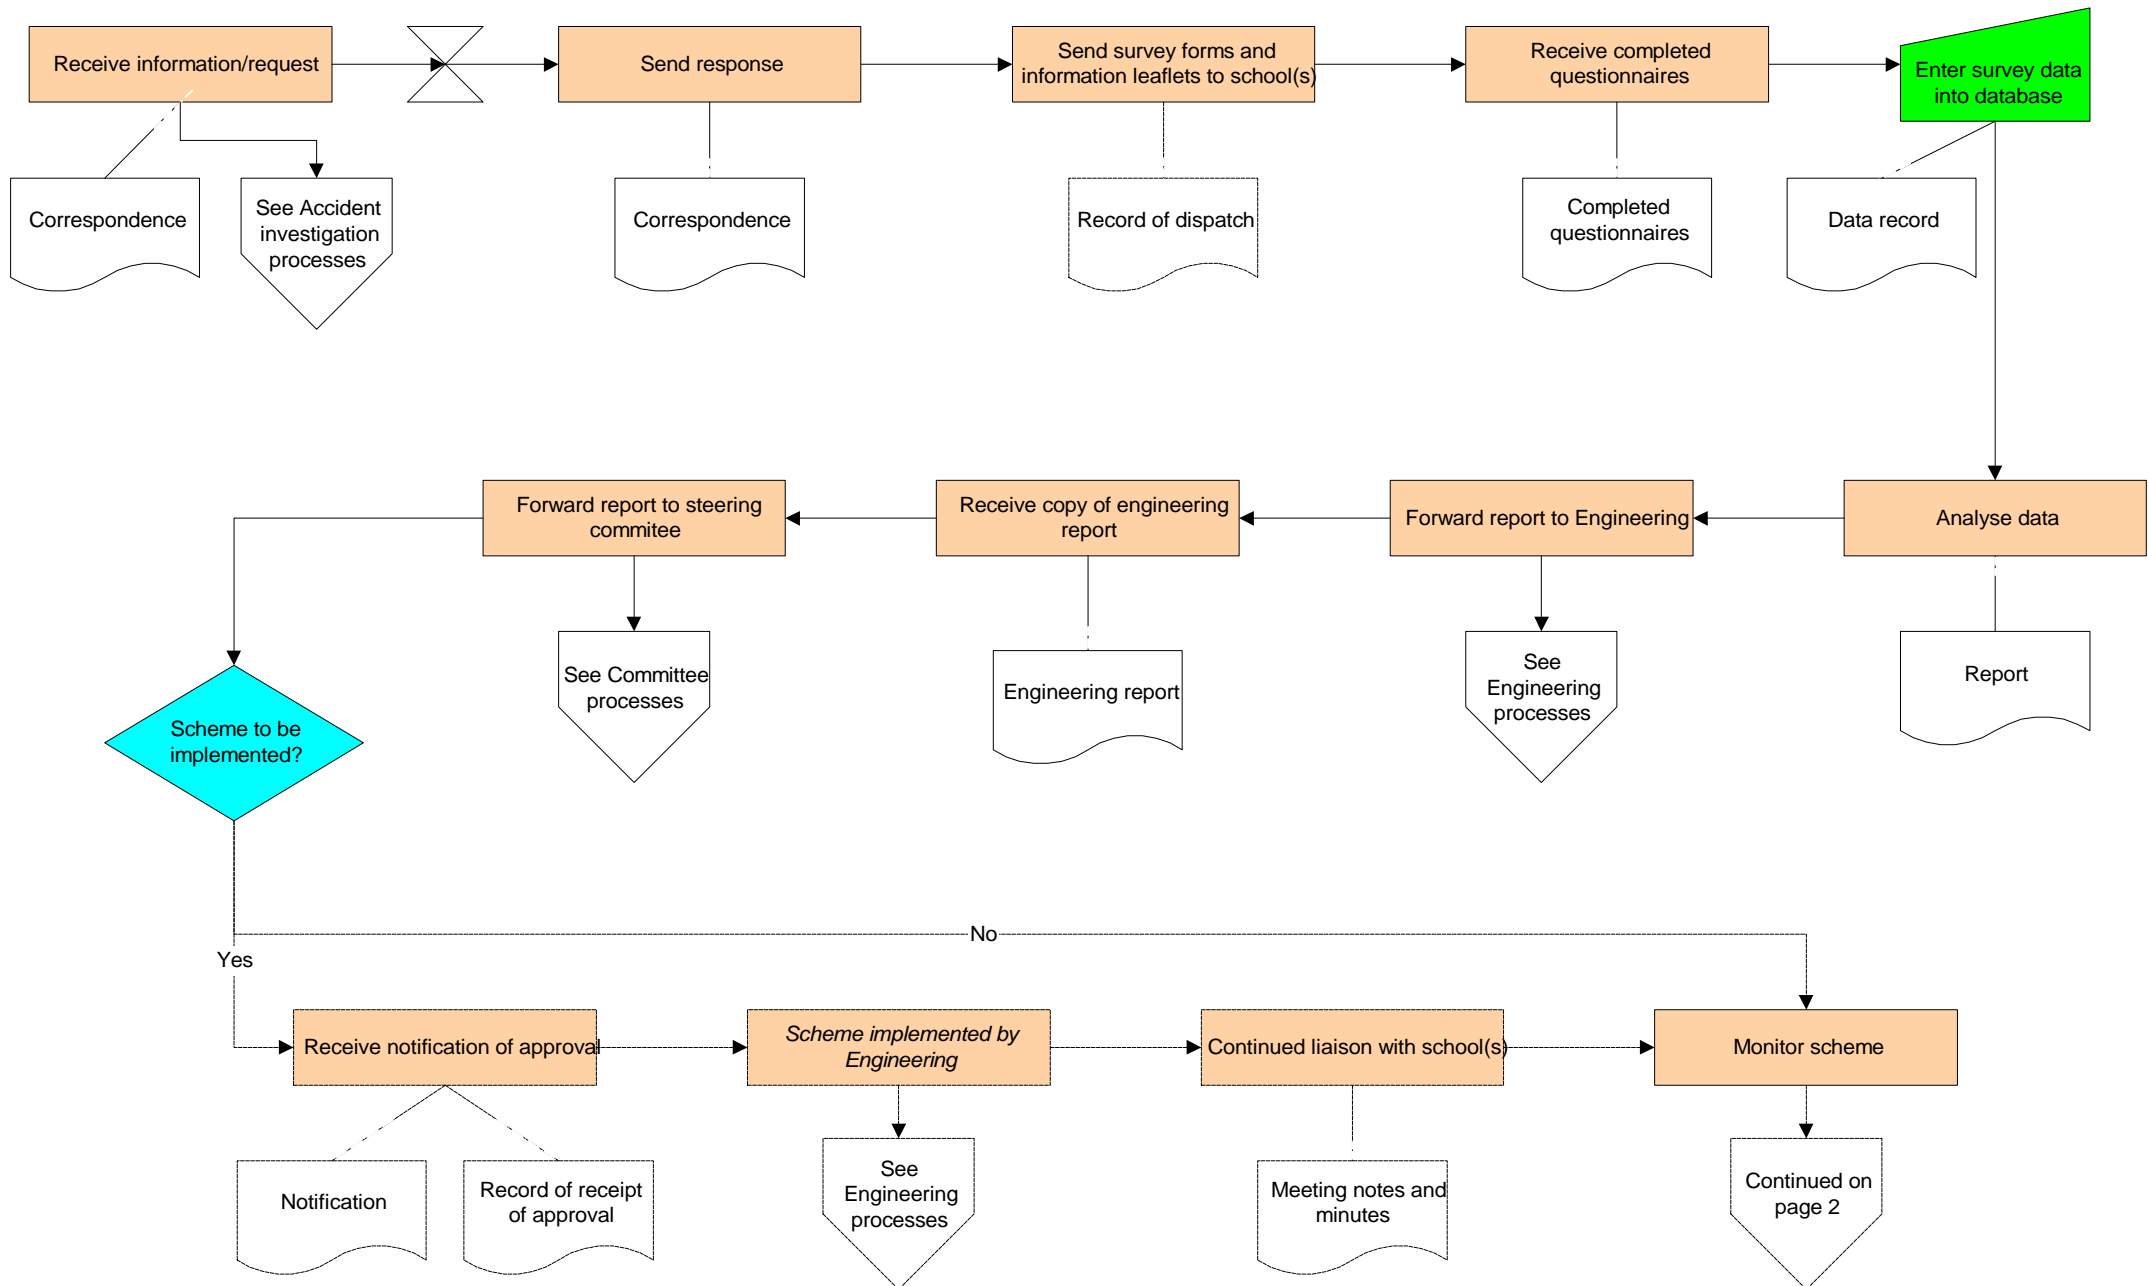 Receive information/request
Send response
Send survey forms and
information leaflets to school(s)
Receive completed
questionnaires
Enter survey data
into database
Correspondence
See Accident
investigation
processes
Correspondence
Record of dispatch
Completed
questionnaires
Data record
Forward report to steering
commitee
Receive copy of engineering
report
Forward report to Engineering
Analyse data
See Committee
processes
Engineering report
See
Engineering
processes
Report
Scheme to be
implemented?
No
Yes
Receive notification of approval
Scheme implemented by
Engineering
Continued liaison with school(s)
Monitor scheme
Notification
Record of receipt
of approval
See
Engineering
processes
Meeting notes and
minutes
Continued on
page 2